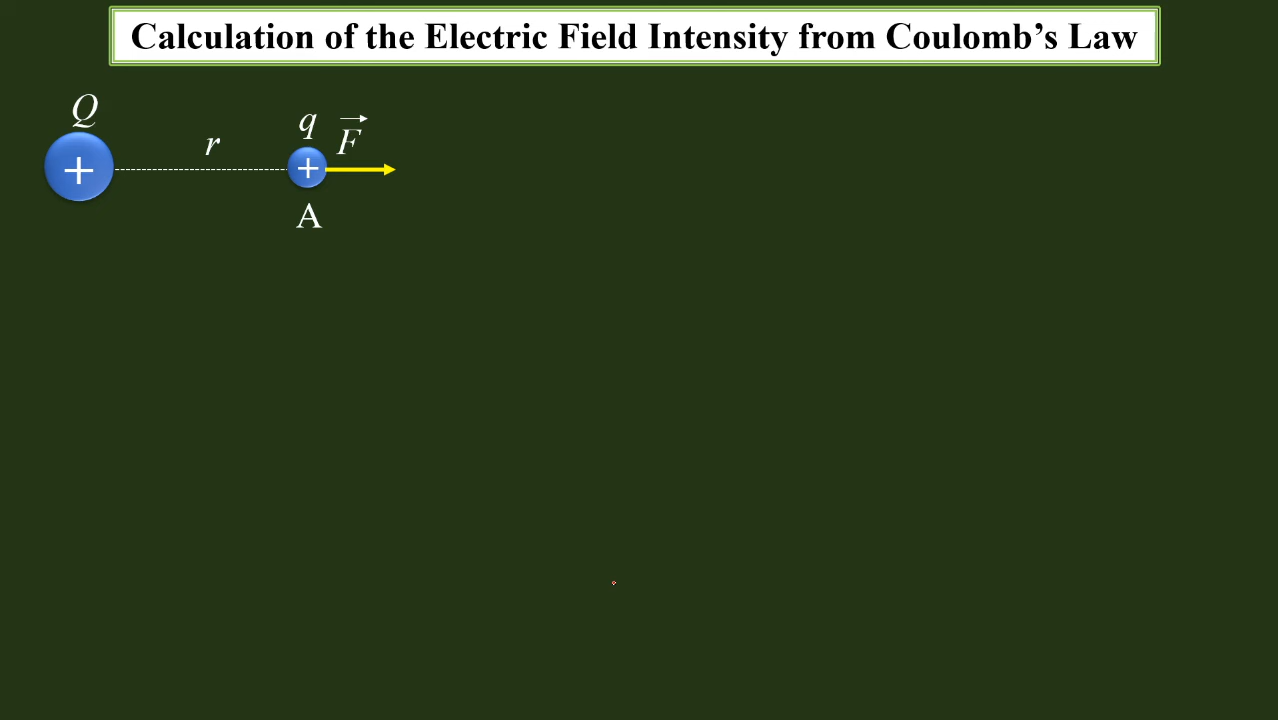 Calculation of the Electric Field Intensity from Coulomb’s Law
Q
r
q
F
+
+
A